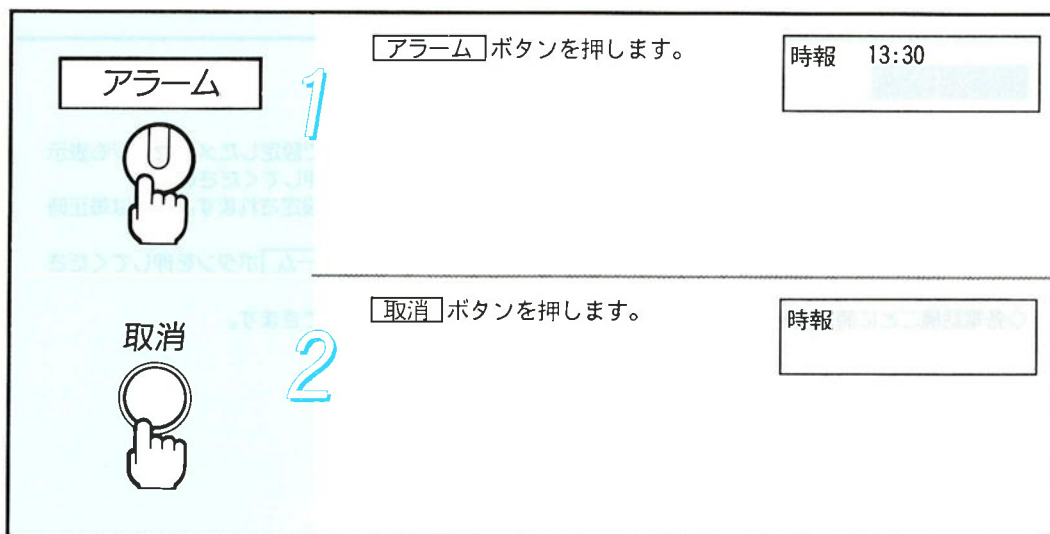 アラーム
1
アラーム ボタンを押します。
時報 13:30
取消
2
取消 ボタンを押します。
時報